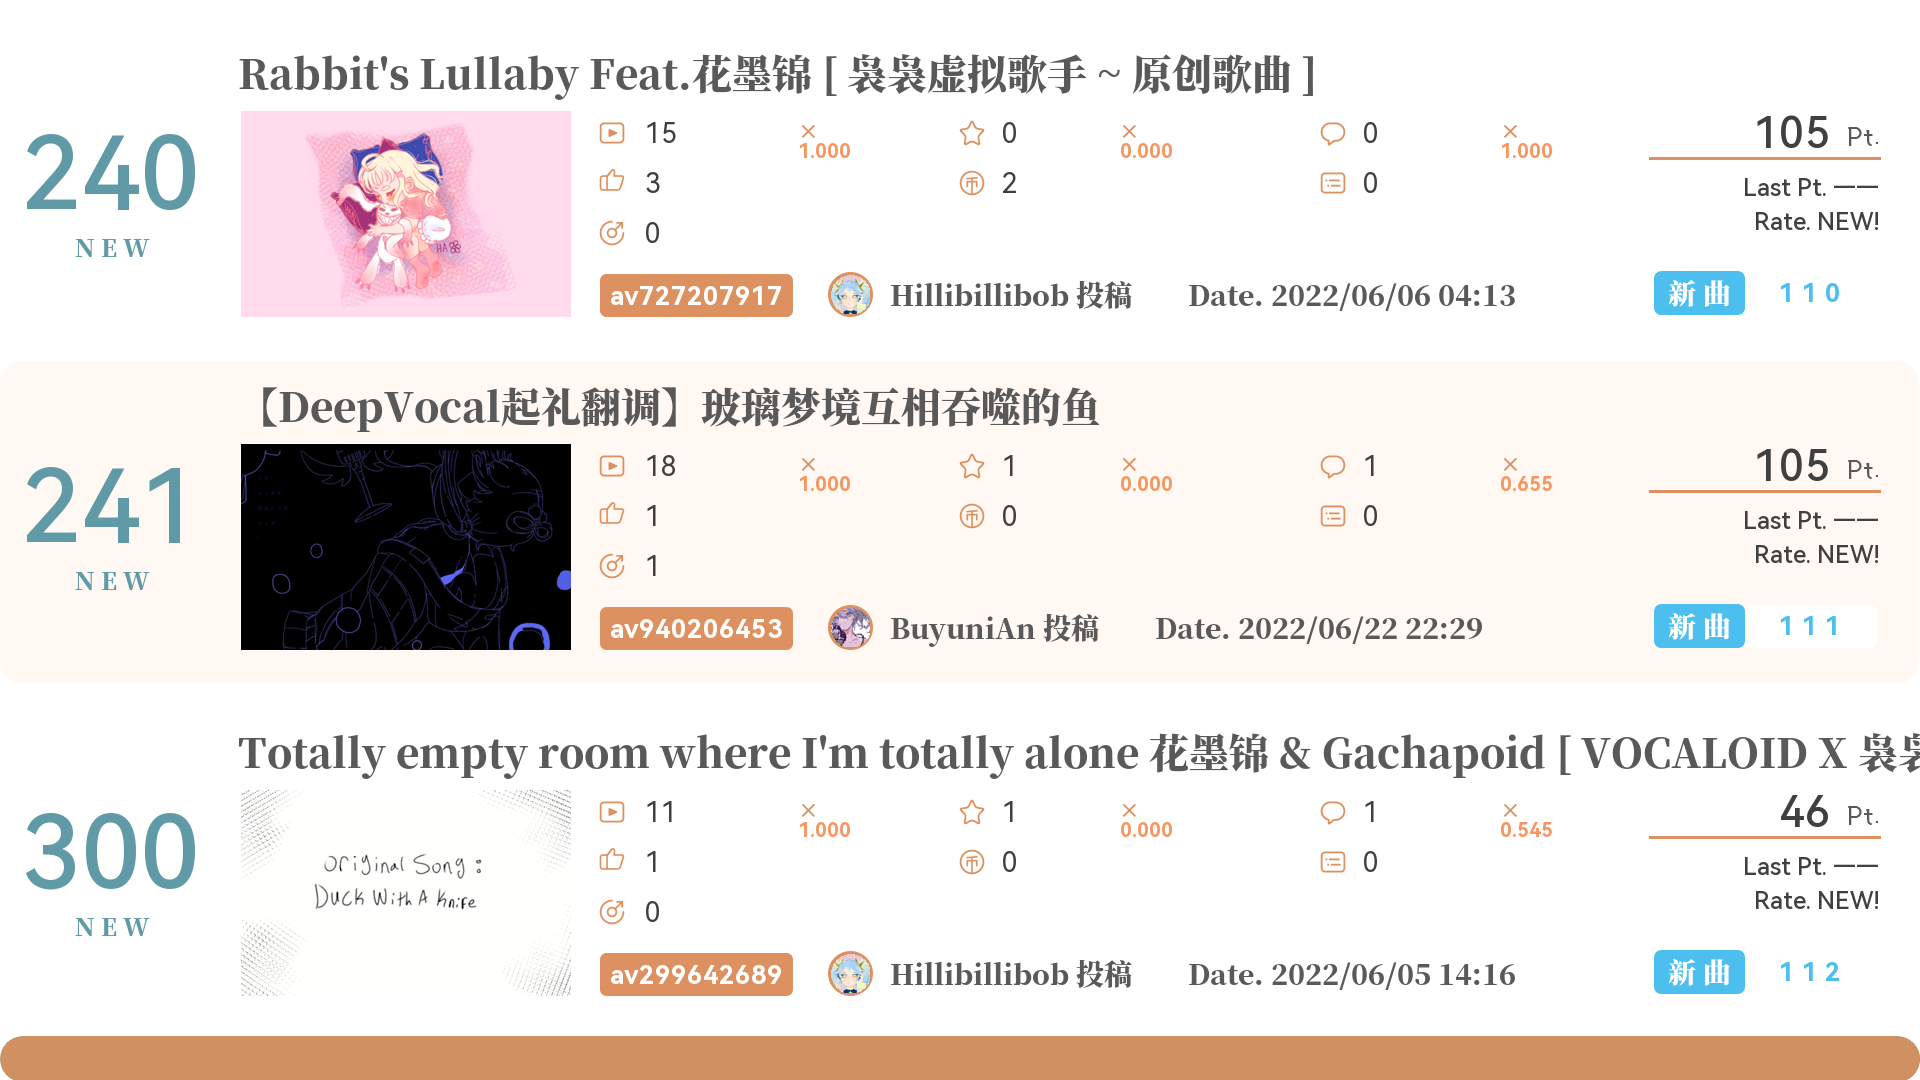 Rabbit's Lullaby Feat.花墨锦 [ 袅袅虚拟歌手 ~ 原创歌曲 ]
240
NEW
HA
15 × 1.000 0 × 0.000 0 × 1.000
3 2 0
0
105 Pt.
Last Pt. ——
Rate. NEW!
av727207917 Hillibillibob 投稿 Date. 2022/06/06 04:13 新曲 110
【DeepVocal起礼翻调】玻璃梦境互相吞噬的鱼
241
NEW
18 × 1.000 1 × 0.000 1 × 0.655
1 0 0
1
105 Pt.
Last Pt. ——
Rate. NEW!
av940206453 BuyuniAn 投稿 Date. 2022/06/22 22:29 新曲 111
Totally empty room where I'm totally alone 花墨锦 & Gachapoid [ VOCALOID X 袅袅
300
NEW
Original Song :
Duck With A Knife
11 × 1.000 1 × 0.000 1 × 0.545
1 0 0
0
46 Pt.
Last Pt. ——
Rate. NEW!
av299642689 Hillibillibob 投稿 Date. 2022/06/05 14:16 新曲 112